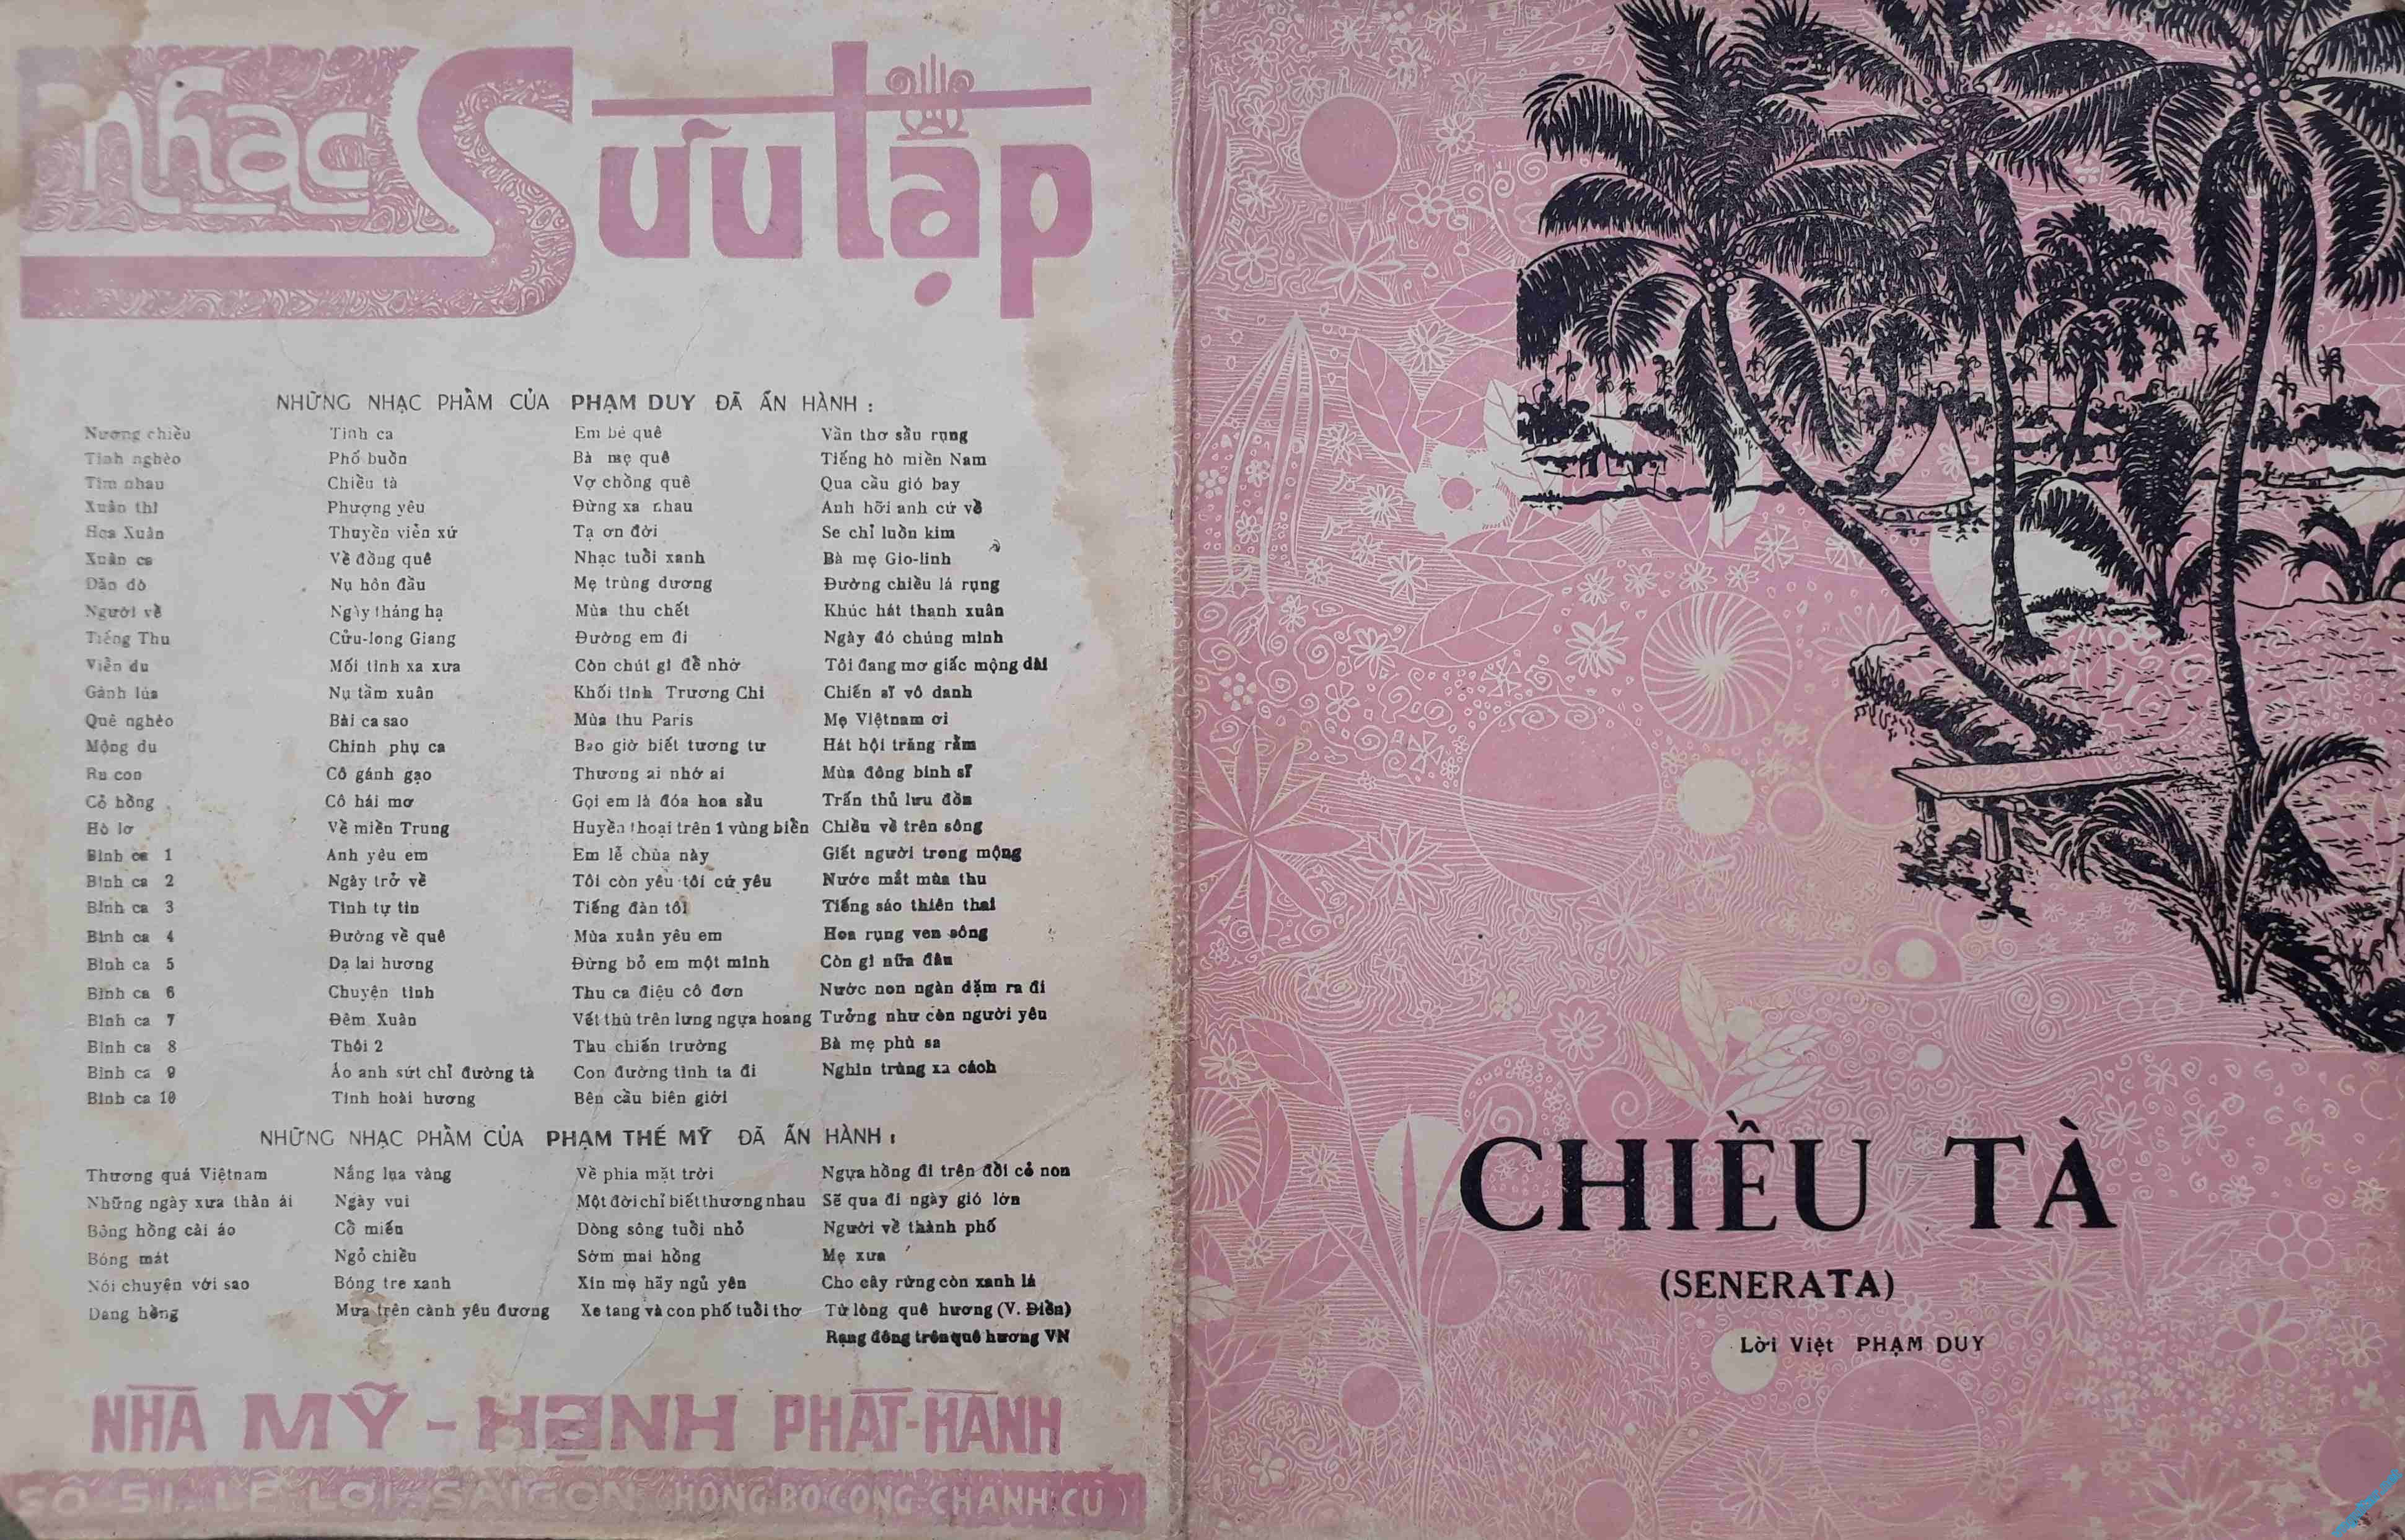 nhạc Sưu tập
NHỮNG NHẠC PHẨM CỦA PHẠM DUY ĐÃ ẤN HÀNH :
Nương chiều Tình ca Em bé quê Vần thơ sầu rụng
Tình nghèo Phố buồn Bà mẹ quê Tiếng hò miền Nam
Tìm nhau Chiều tà Vợ chồng quê Qua cầu gió bay
Xuân thì Phượng yêu Đừng xa nhau Anh hỡi anh cứ về
Hoa Xuân Thuyền viễn xứ Tạ ơn đời Se chỉ luồn kim
Xuân ca Về đồng quê Nhạc tuổi xanh Bà mẹ Gio-linh
Dặn dò Nụ hôn đầu Mẹ trùng dương Đường chiều lá rụng
Người về Ngày tháng hạ Mùa thu chết Khúc hát thanh xuân
Tiếng Thu Cửu-long Giang Đường em đi Ngày đó chúng mình
Viễn du Mối tình xa xưa Còn chút gì để nhớ Tôi đang mơ giấc mộng dài
Gánh lúa Nụ tầm xuân Khối tình Trương Chi Chiến sĩ vô danh
Quê nghèo Bài ca sao Mùa thu Paris Mẹ Việtnam ơi
Mộng du Chinh phụ ca Bao giờ biết tương tư Hát hội trăng rằm
Ru con Cô gánh gạo Thương ai nhớ ai Mùa đông binh sĩ
Cỏ hồng Cô hái mơ Gọi em là đóa hoa sầu Trấn thủ lưu đồn
Hò lơ Về miền Trung Huyền thoại trên 1 vùng biển Chiều về trên sông
Bình ca 1 Anh yêu em Em lễ chùa này Giết người trong mộng
Bình ca 2 Ngày trở về Tôi còn yêu tôi cứ yêu Nước mắt mùa thu
Bình ca 3 Tình tự tin Tiếng đàn tôi Tiếng sáo thiên thai
Bình ca 4 Đường về quê Mùa xuân yêu em Hoa rụng ven sông
Bình ca 5 Dạ lai hương Đừng bỏ em một mình Còn gì nữa đâu
Bình ca 6 Chuyện tình Thu ca điệu cô đơn Nước non ngàn dặm ra đi
Bình ca 7 Đêm Xuân Vết thù trên lưng ngựa hoang Tưởng như còn người yêu
Bình ca 8 Thôi 2 Thu chiến trường Bà mẹ phù sa
Bình ca 9 Áo anh sứt chỉ đường tà Con đường tình ta đi Nghìn trùng xa cách
Bình ca 10 Tình hoài hương Bên cầu biên giới
NHỮNG NHẠC PHẨM CỦA PHẠM THẾ MỸ ĐÃ ẤN HÀNH :
Thương quá Việtnam Nắng lụa vàng Về phía mặt trời Ngựa hồng đi trên đồi cỏ non
Những ngày xưa thân ái Ngày vui Một đời chỉ biết thương nhau Sẽ qua đi ngày gió lớn
Bông hồng cài áo Cỗ miến Dòng sông tuổi nhỏ Người về thành phố
Bóng mát Ngỏ chiều Sớm mai hồng Mẹ xưa
Nói chuyện với sao Bóng tre xanh Xin mẹ hãy ngủ yên Cho cây rừng còn xanh lá
Dang hồng Mưa trên cành yêu đương Xe tang và con phố tuổi thơ Từ lòng quê hương (V. Điền)
Rạng đông trên quê hương VN
NHÀ MỸ - HẠNH PHÁT-HÀNH
SỐ 51 LÊ LỢI SAIGON (HÔNG BOCONG CHANH CŨ)
CHIỀU TÀ
(SENERATA)
Lời Việt PHẠM DUY